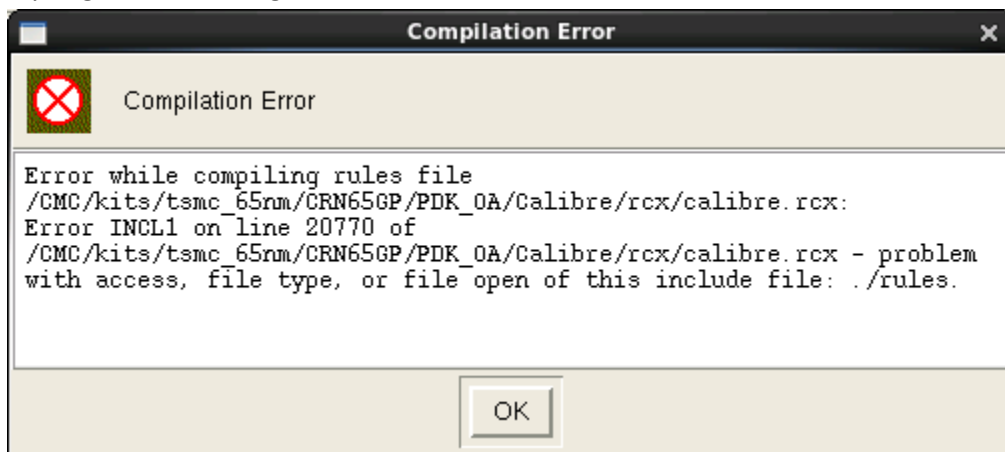 Compilation Error
Compilation Error
Error while compiling rules file
/CMC/kits/tsmc_65nm/CRN65GP/PDK_OA/Calibre/rcx/calibre.rcx:
Error INCL1 on line 20770 of
/CMC/kits/tsmc_65nm/CRN65GP/PDK_OA/Calibre/rcx/calibre.rcx - problem
with access, file type, or file open of this include file: ./rules.
OK